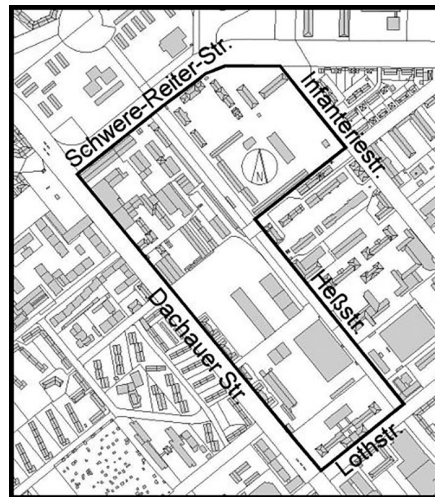 Schwere-Reiter-Str.
Infanteriestr.
N
Heßstr.
Dachauer Str.
Lothstr.